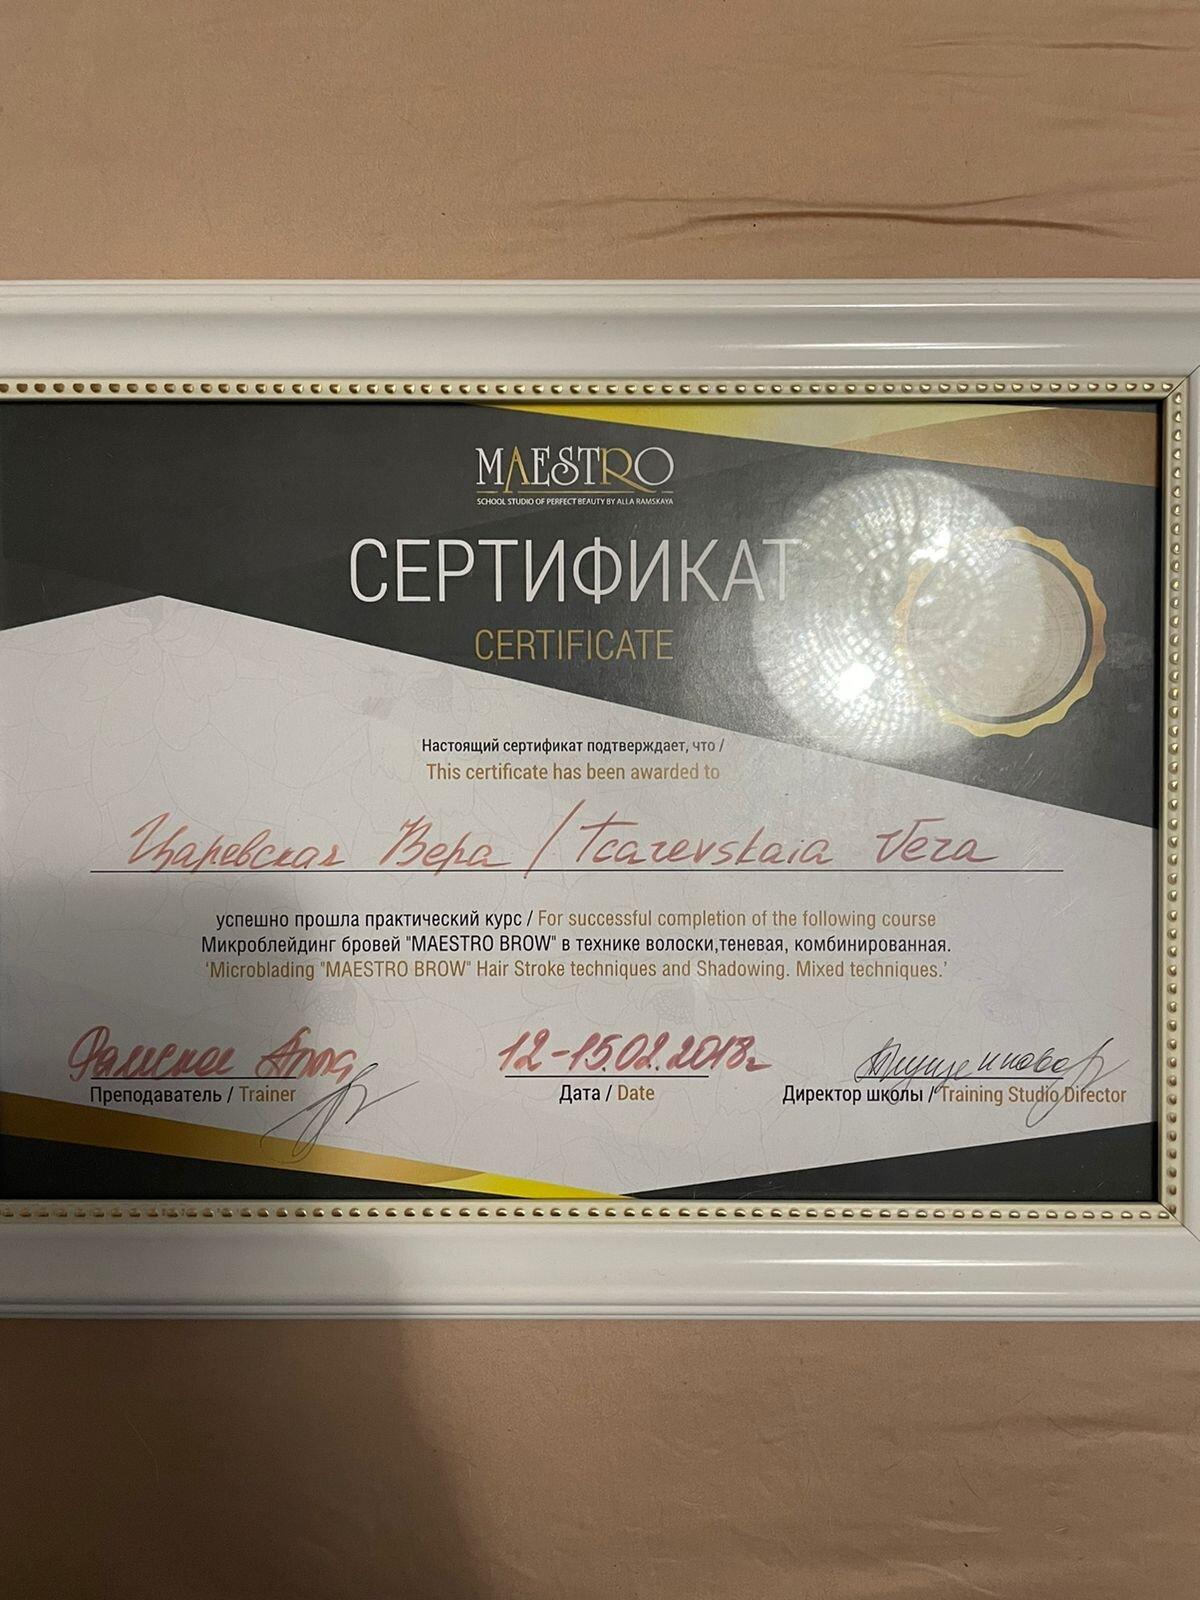 MAESTRO
SCHOOL STUDIO OF PERFECT BEAUTY BY ALLA RAMSKAYA
СЕРТИФИКАТ
CERTIFICATE
Настоящий сертификат подтверждает, что /
This certificate has been awarded to
Царевская Вера / Tcarevskaia Vera
успешно прошла практический курс / For successful completion of the following course
Микроблейдинг бровей "MAESTRO BROW" в технике волоски,теневая, комбинированная.
'Microblading "MAESTRO BROW" Hair Stroke techniques and Shadowing. Mixed techniques.'
12-15.02.2018г
Преподаватель / Trainer Дата / Date Директор школы / Training Studio Director